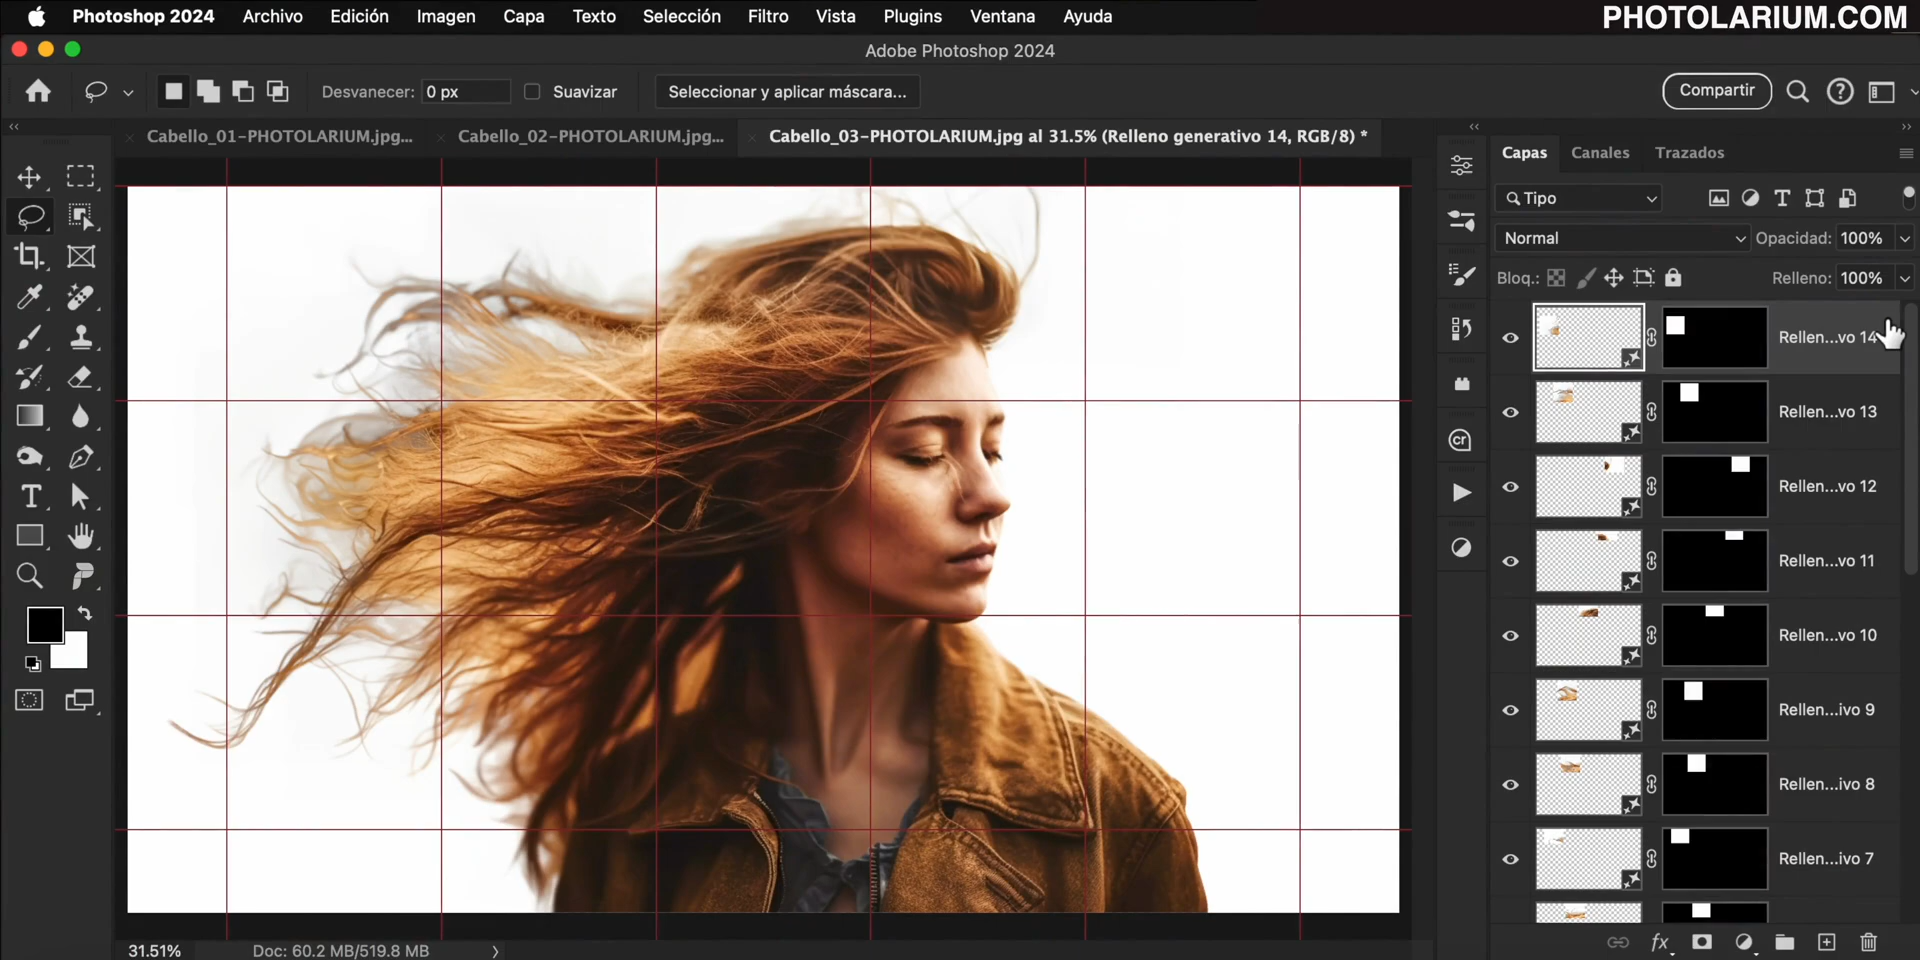 Photoshop 2024 Archivo Edición Imagen Capa Texto Selección Filtro Vista Plugins Ventana Ayuda
PHOTOLARIUM.COM
Adobe Photoshop 2024
Desvanecer: 0 px Suavizar Seleccionar y aplicar máscara... Compartir
Cabello_01-PHOTOLARIUM.jpg... Cabello_02-PHOTOLARIUM.jpg... Cabello_03-PHOTOLARIUM.jpg al 31.5% (Relleno generativo 14, RGB/8) *
Capas Canales Trazados
Tipo
Normal Opacidad: 100%
Bloq.: Relleno: 100%
Rellen...vo 14
Rellen...vo 13
Rellen...vo 12
Rellen...vo 11
Rellen...vo 10
Rellen...ivo 9
Rellen...ivo 8
Rellen...ivo 7
31.51% Doc: 60.2 MB/519.8 MB
fx